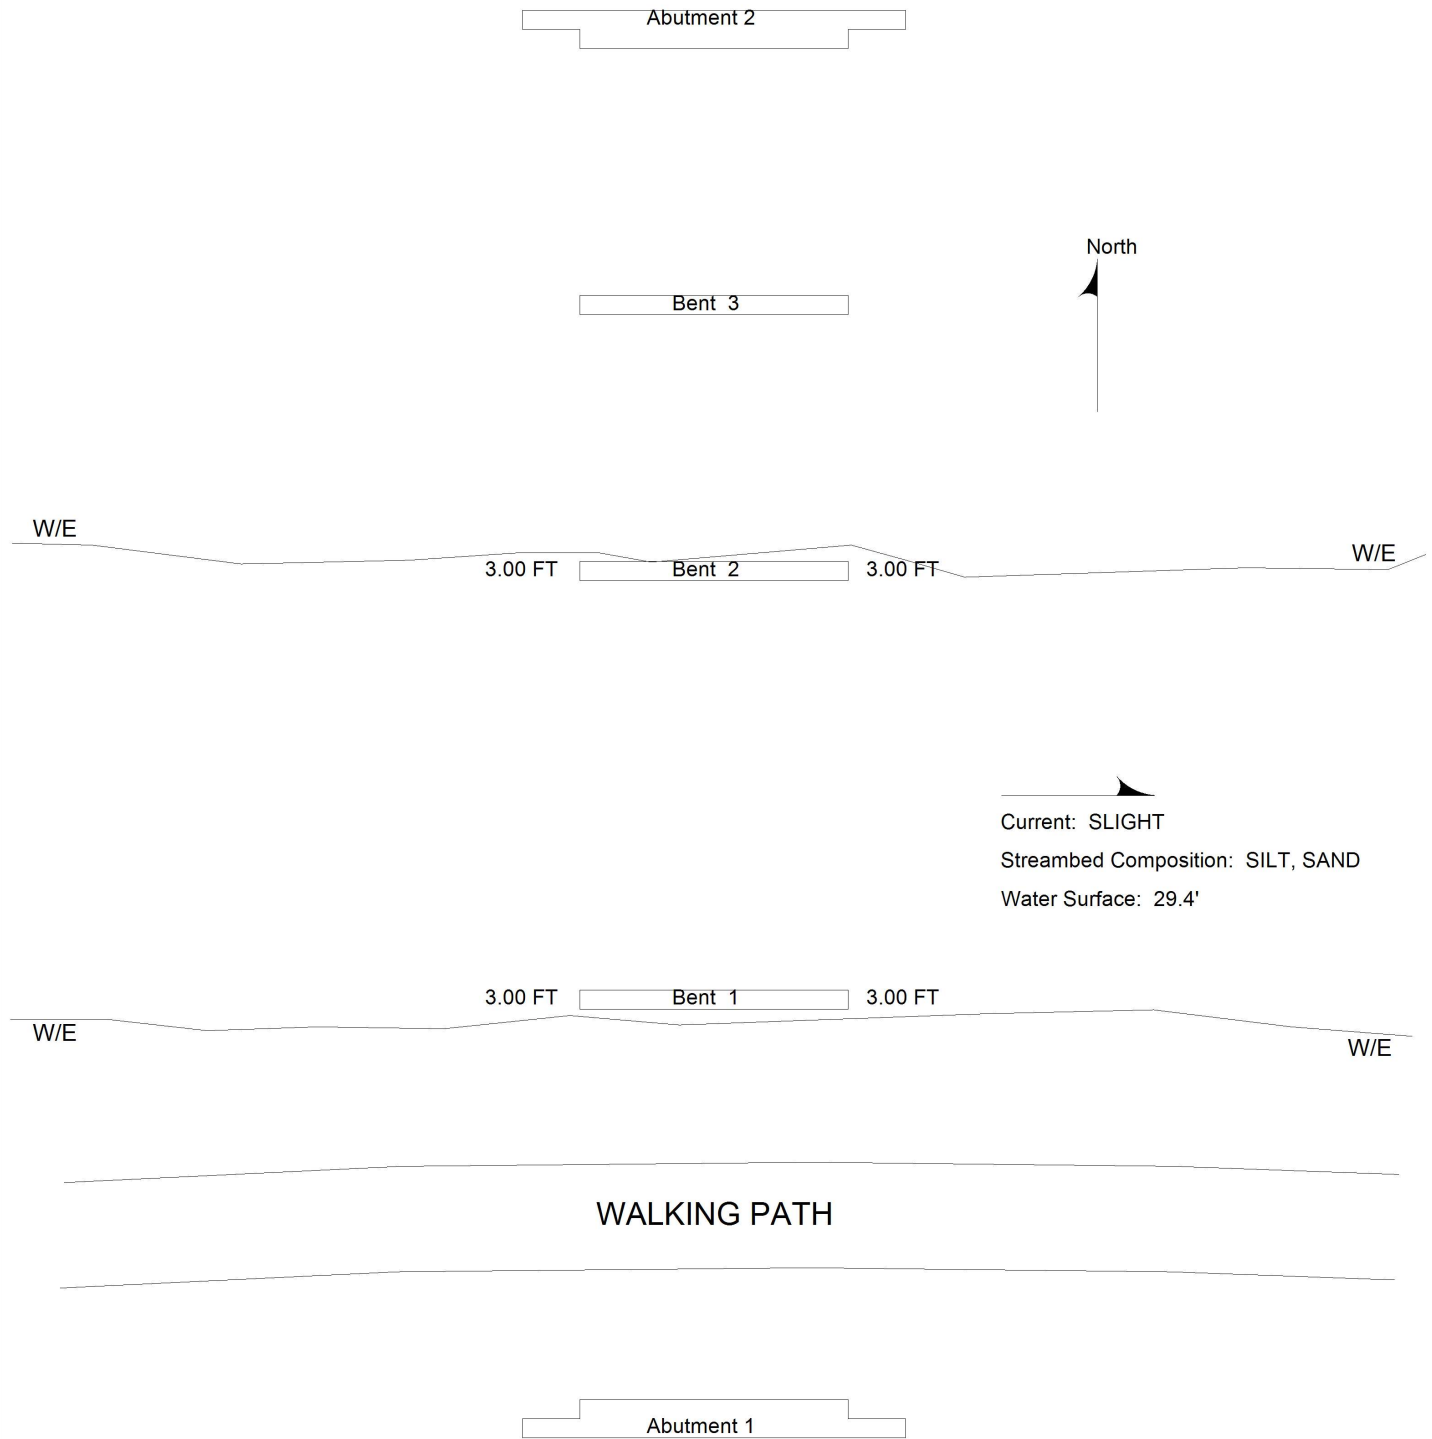 Abutment 2
North
Bent 3
W/E
W/E
3.00 FT Bent 2 3.00 FT
Current: SLIGHT
Streambed Composition: SILT, SAND
Water Surface: 29.4'
3.00 FT Bent 1 3.00 FT
W/E
W/E
WALKING PATH
Abutment 1